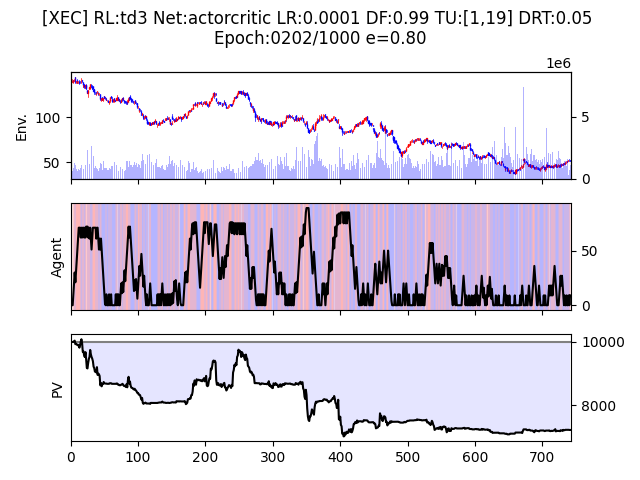 [XEC] RL:td3 Net:actorcritic LR:0.0001 DF:0.99 TU:[1,19] DRT:0.05
Epoch:0202/1000 e=0.80
1e6
Env.
100
50
5
0
Agent
50
0
PV
10000
8000
0 100 200 300 400 500 600 700